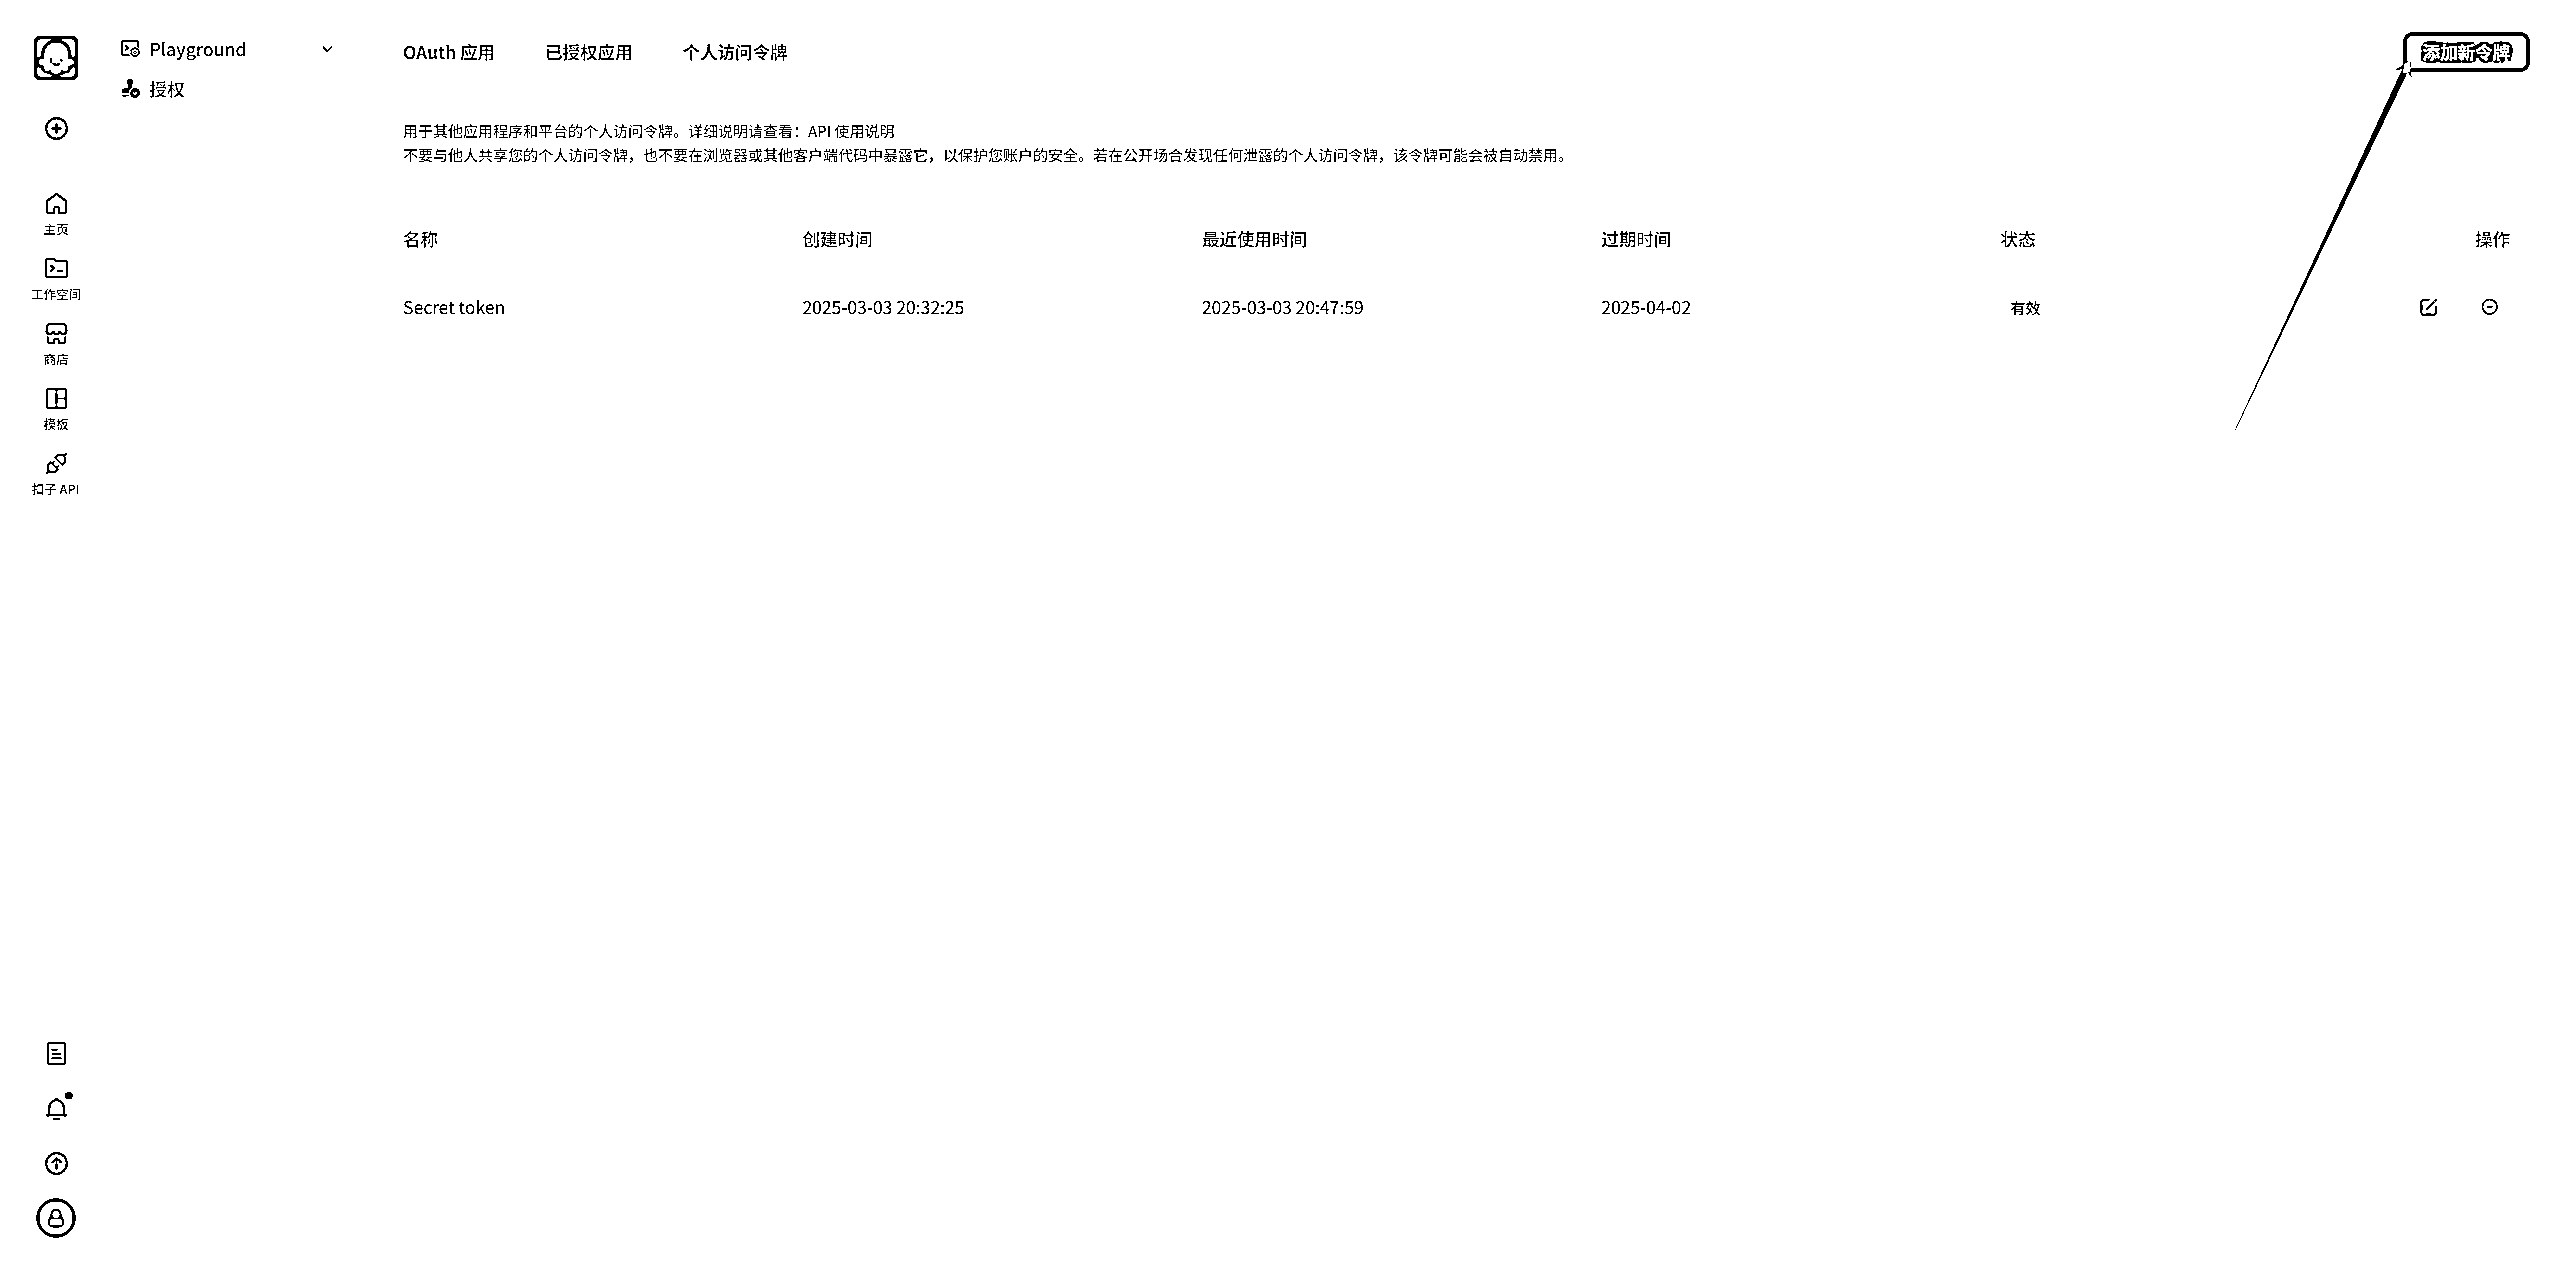 Playground
授权
OAuth 应用 已授权应用 个人访问令牌
添加新令牌
用于其他应用程序和平台的个人访问令牌。详细说明请查看：API 使用说明
不要与他人共享您的个人访问令牌，也不要在浏览器或其他客户端代码中暴露它，以保护您账户的安全。若在公开场合发现任何泄露的个人访问令牌，该令牌可能会被自动禁用。
名称 创建时间 最近使用时间 过期时间 状态 操作
Secret token 2025-03-03 20:32:25 2025-03-03 20:47:59 2025-04-02 有效
主页
工作空间
商店
模板
扣子 API